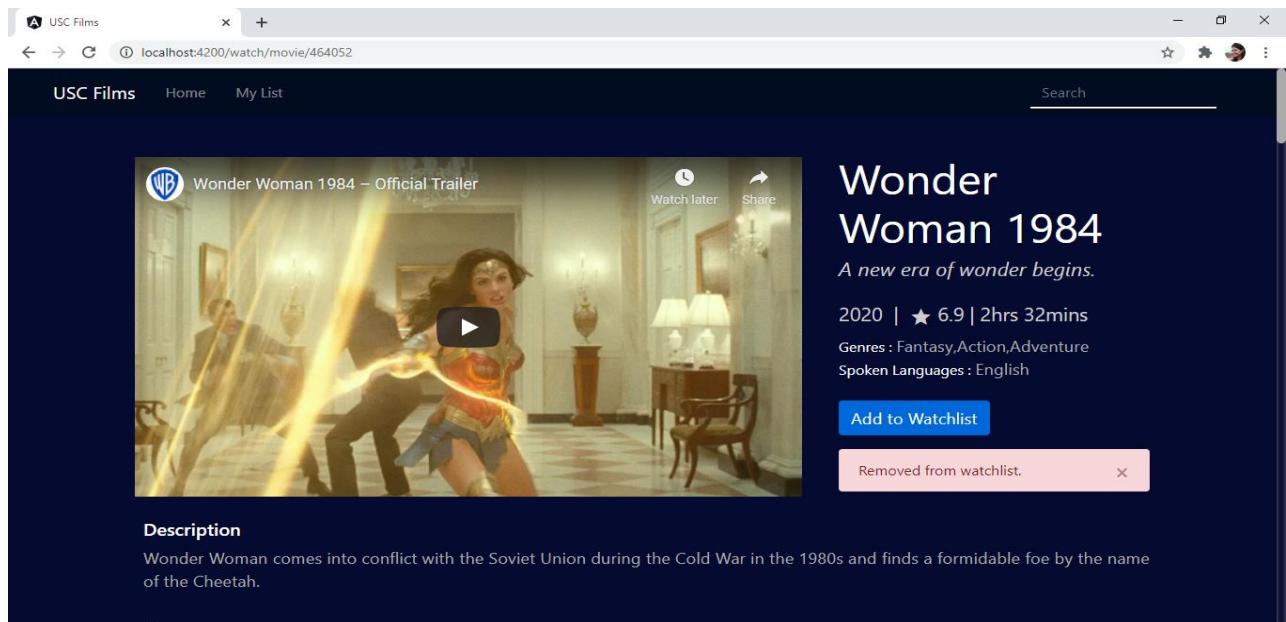 USC Films
localhost:4200/watch/movie/464052
USC Films Home My List Search
WB Wonder Woman 1984 – Official Trailer
Watch later Share
Wonder
Woman 1984
A new era of wonder begins.
2020 | ★ 6.9 | 2hrs 32mins
Genres : Fantasy,Action,Adventure
Spoken Languages : English
Add to Watchlist
Removed from watchlist. ×
Description
Wonder Woman comes into conflict with the Soviet Union during the Cold War in the 1980s and finds a formidable foe by the name
of the Cheetah.